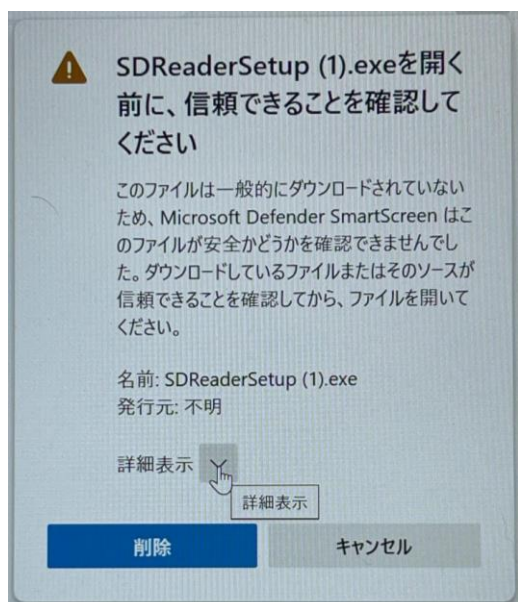 SDReaderSetup (1).exeを開く
前に、信頼できることを確認して
ください
このファイルは一般的にダウンロードされていない
ため、Microsoft Defender SmartScreen はこ
のファイルが安全かどうかを確認できませんでし
た。ダウンロードしているファイルまたはそのソースが
信頼できることを確認してから、ファイルを開いて
ください。
名前: SDReaderSetup (1).exe
発行元: 不明
詳細表示
詳細表示
削除
キャンセル